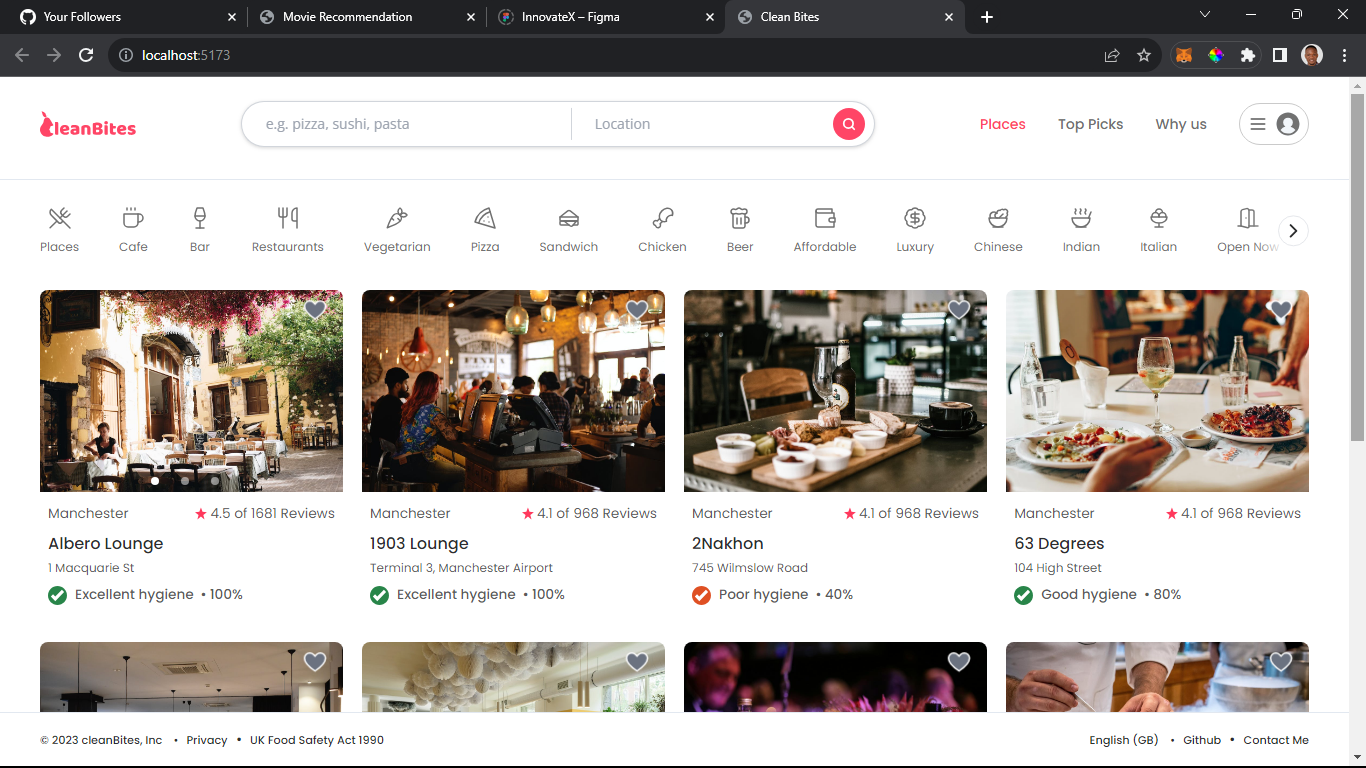 Your Followers
Movie Recommendation
InnovateX – Figma
Clean Bites
localhost:5173
CleanBites
e.g. pizza, sushi, pasta
Location
Places
Top Picks
Why us
Places
Cafe
Bar
Restaurants
Vegetarian
Pizza
Sandwich
Chicken
Beer
Affordable
Luxury
Chinese
Indian
Italian
Open Now
Manchester
4.5 of 1681 Reviews
Albero Lounge
1 Macquarie St
Excellent hygiene • 100%
Manchester
4.1 of 968 Reviews
1903 Lounge
Terminal 3, Manchester Airport
Excellent hygiene • 100%
Manchester
4.1 of 968 Reviews
2Nakhon
745 Wilmslow Road
Poor hygiene • 40%
Manchester
4.1 of 968 Reviews
63 Degrees
104 High Street
Good hygiene • 80%
© 2023 cleanBites, Inc • Privacy • UK Food Safety Act 1990
English (GB) • Github • Contact Me